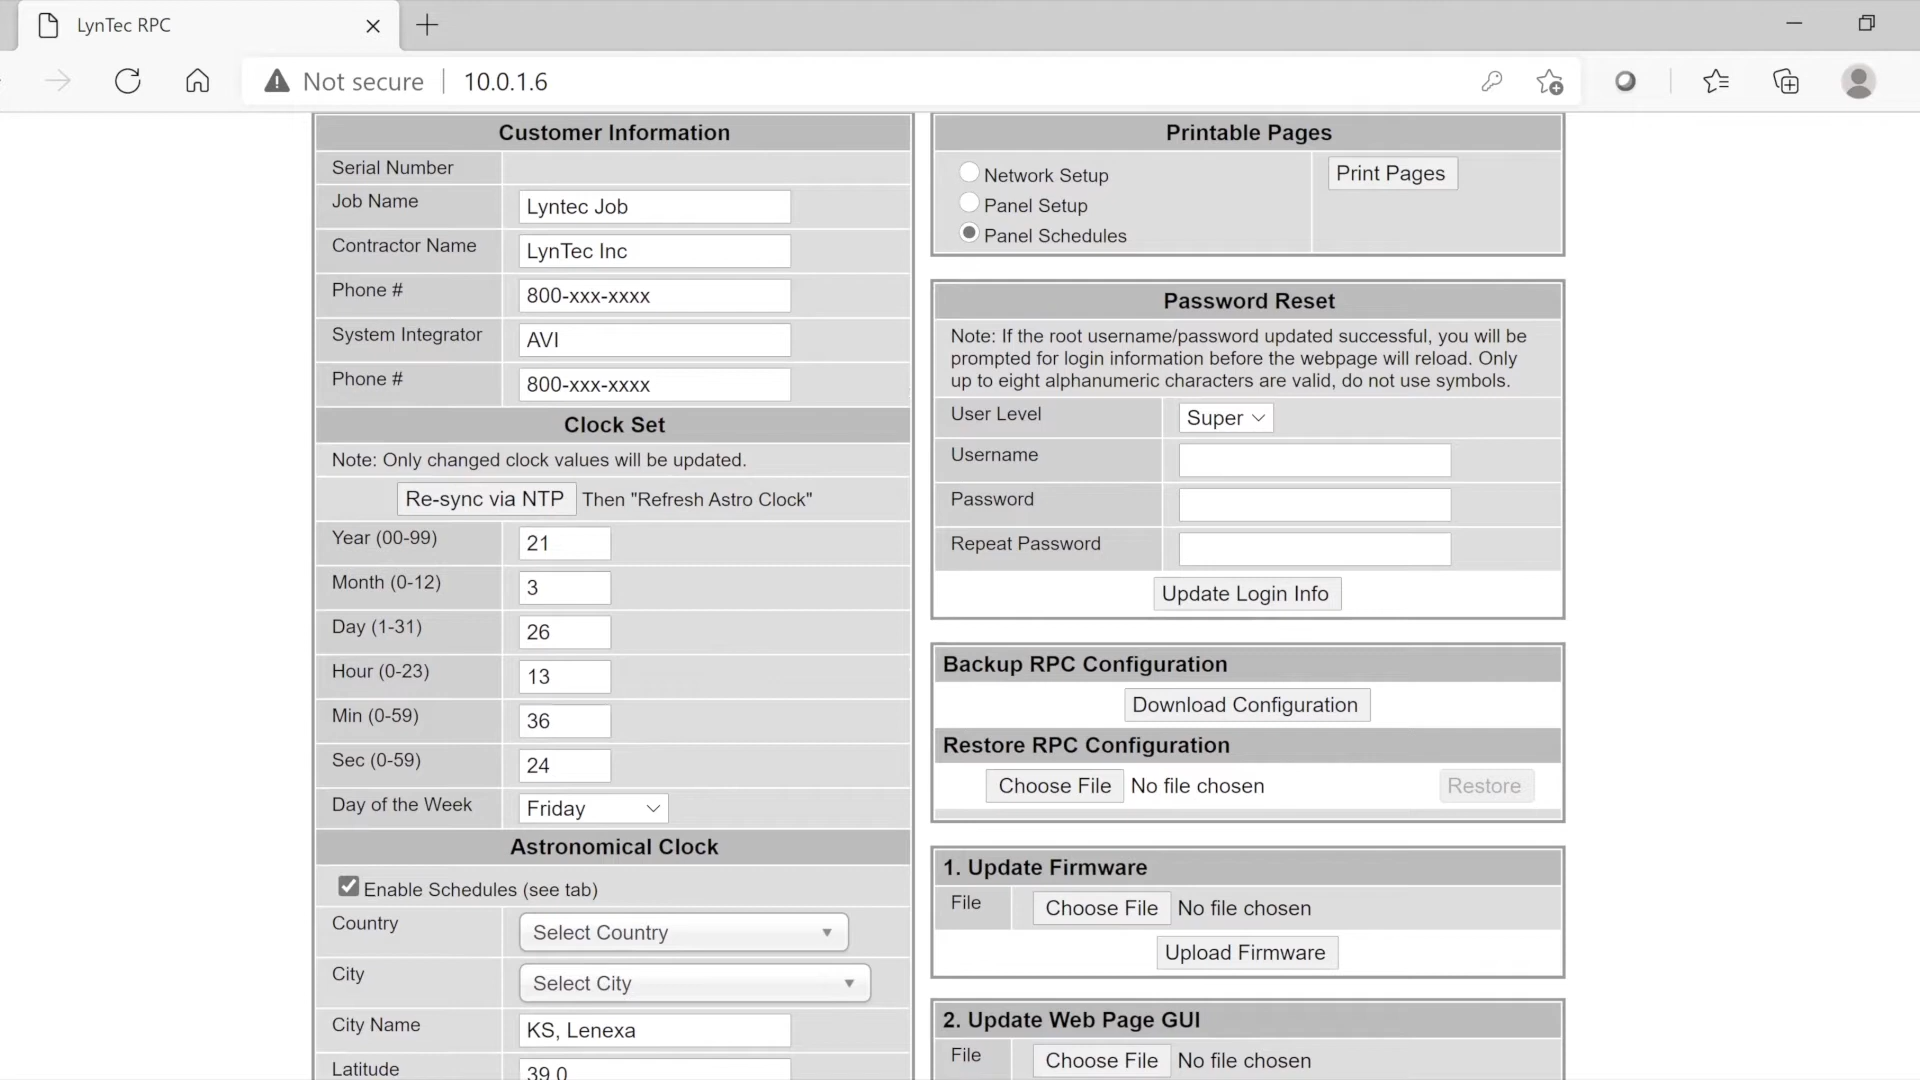 LynTec RPC
Not secure
10.0.1.6
Customer Information
Serial Number
Job Name
Lyntec Job
Contractor Name
LynTec Inc
Phone #
800-xxx-xxxx
System Integrator
AVI
Phone #
800-xxx-xxxx
Clock Set
Note: Only changed clock values will be updated.
Re-sync via NTP Then "Refresh Astro Clock"
Year (00-99)
21
Month (0-12)
3
Day (1-31)
26
Hour (0-23)
13
Min (0-59)
36
Sec (0-59)
24
Day of the Week
Friday
Astronomical Clock
Enable Schedules (see tab)
Country
Select Country
City
Select City
City Name
KS, Lenexa
Latitude
39.0
Printable Pages
Network Setup
Panel Setup
Panel Schedules
Print Pages
Password Reset
Note: If the root username/password updated successful, you will be
prompted for login information before the webpage will reload. Only
up to eight alphanumeric characters are valid, do not use symbols.
User Level
Super
Username
Password
Repeat Password
Update Login Info
Backup RPC Configuration
Download Configuration
Restore RPC Configuration
Choose File No file chosen
Restore
1. Update Firmware
File
Choose File No file chosen
Upload Firmware
2. Update Web Page GUI
File
Choose File No file chosen